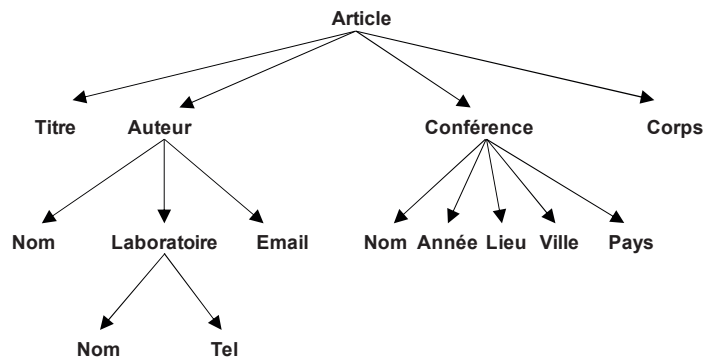 Article
Titre Auteur Conférence Corps
Nom Laboratoire Email Nom Année Lieu Ville Pays
Nom Tel